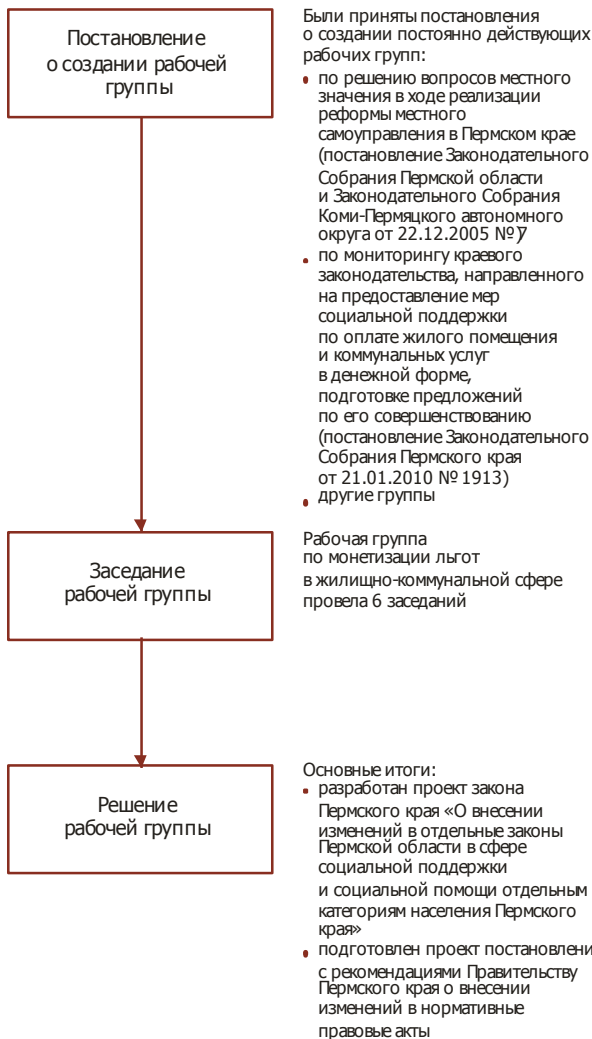 Постановление
о создании рабочей
группы
Были приняты постановления
о создании постоянно действующих
рабочих групп:
• по решению вопросов местного
значения в ходе реализации
реформы местного
самоуправления в Пермском крае
(постановление Законодательного
Собрания Пермской области
и Законодательного Собрания
Коми-Пермяцкого автономного
округа от 22.12.2005 № )7
• по мониторингу краевого
законодательства, направленного
на предоставление мер
социальной поддержки
по оплате жилого помещения
и коммунальных услуг
в денежной форме,
подготовке предложений
по его совершенствованию
(постановление Законодательного
Собрания Пермского края
от 21.01.2010 № 1913)
• другие группы
Заседание
рабочей группы
Рабочая группа
по монетизации льгот
в жилищно-коммунальной сфере
провела 6 заседаний
Решение
рабочей группы
Основные итоги:
• разработан проект закона
Пермского края «О внесении
изменений в отдельные законы
Пермской области в сфере
социальной поддержки
и социальной помощи отдельным
категориям населения Пермского
края»
• подготовлен проект постановлени
с рекомендациями Правительству
Пермского края о внесении
изменений в нормативные
правовые акты